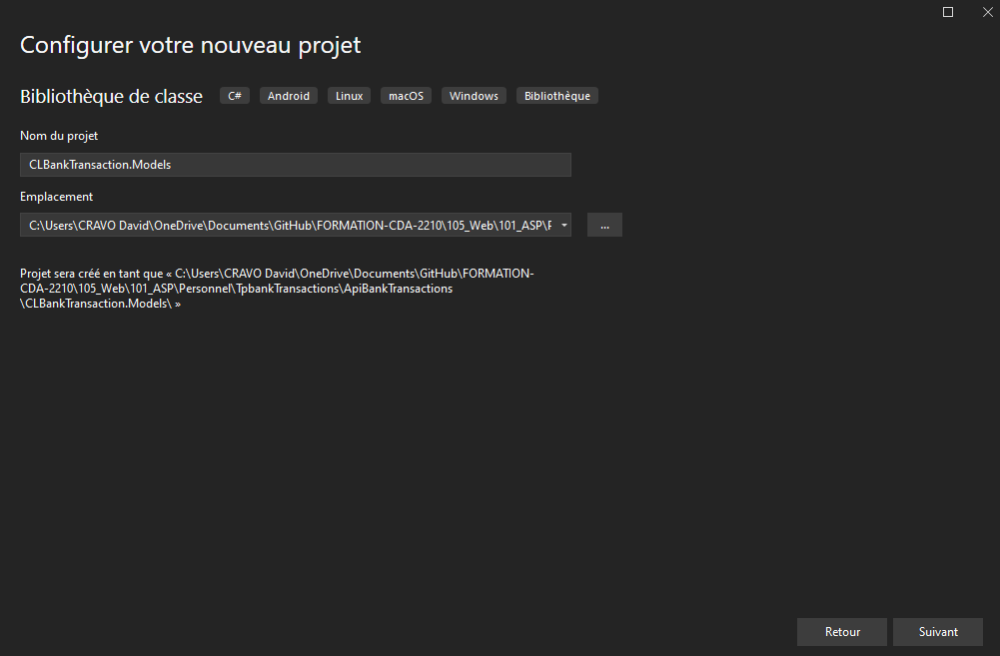 Configurer votre nouveau projet
Bibliothèque de classe C# Android Linux macOS Windows Bibliothèque
Nom du projet
CLBankTransaction.Models
Emplacement
C:\Users\CRAVO David\OneDrive\Documents\GitHub\FORMATION-CDA-2210\105_Web\101_ASP\F
...
Projet sera créé en tant que « C:\Users\CRAVO David\OneDrive\Documents\GitHub\FORMATION-
CDA-2210\105_Web\101_ASP\Personnel\TpbankTransactions\ApiBankTransactions
\CLBankTransaction.Models\ »
Retour Suivant